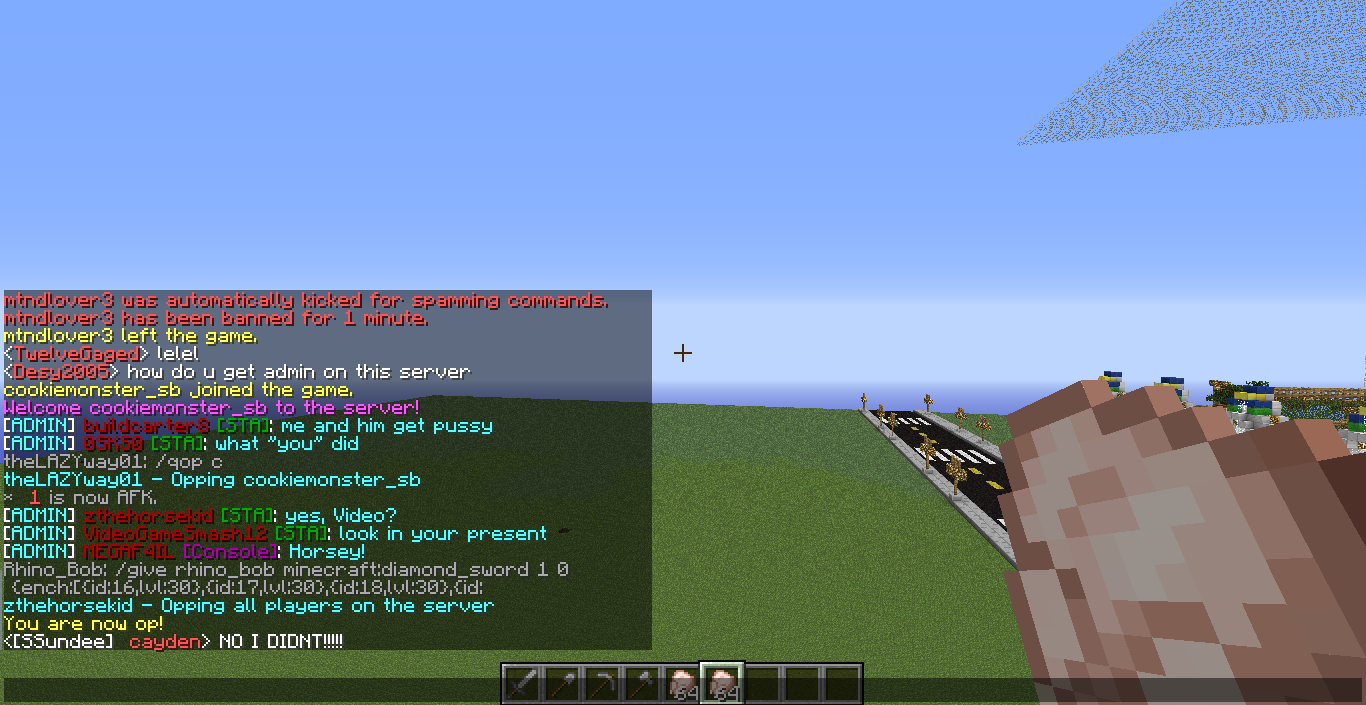 mtndlover3 was automatically kicked for spamming commands.
mtndlover3 has been banned for 1 minute.
mtndlover3 left the game.
<TwelveGaged> lelel
<Desy2005> how do u get admin on this server
cookiemonster_sb joined the game.
Welcome cookiemonster_sb to the server!
[ADMIN] buildcarter8 [STA]: me and him get pussy
[ADMIN] 05K50 [STA]: what "you" did
theLAZYway01: /qop c
theLAZYway01 - Opping cookiemonster_sb
* 1 is now AFK.
[ADMIN] zthehorsekid [STA]: yes, Video?
[ADMIN] VideoGameSmash12 [STA]: look in your present
[ADMIN] MEGAF4IL [Console]: Horsey!
Rhino_Bob: /give rhino_bob minecraft:diamond_sword 1 0
{ench:[{id:16,lvl:30},{id:17,lvl:30},{id:18,lvl:30},{id:
zthehorsekid - Opping all players on the server
You are now op!
<[SSundee] cayden> NO I DIDNT!!!!!
64 64